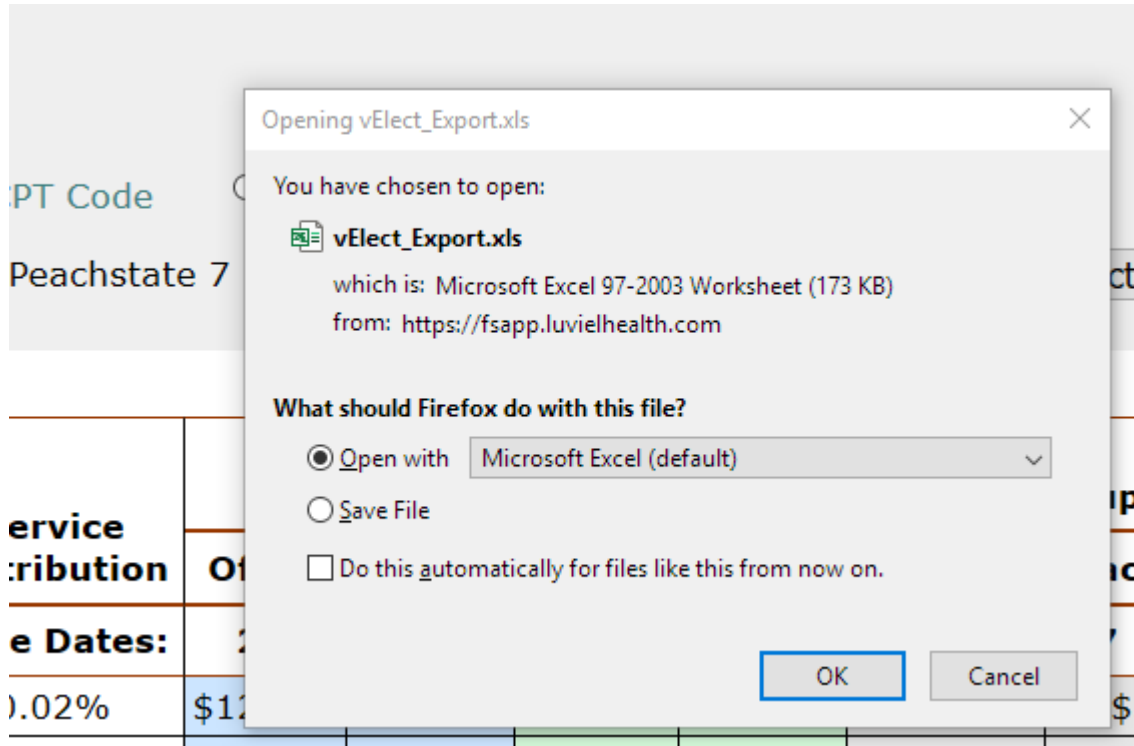 Opening vElect_Export.xls
You have chosen to open:
PT Code
vElect_Export.xls
Peachstate 7
which is: Microsoft Excel 97-2003 Worksheet (173 KB)
from: https://fsapp.luvielhealth.com
What should Firefox do with this file?
Open with Microsoft Excel (default)
Save File
ervice
tribution
Do this automatically for files like this from now on.
e Dates:
OK Cancel
0.02% $12
$